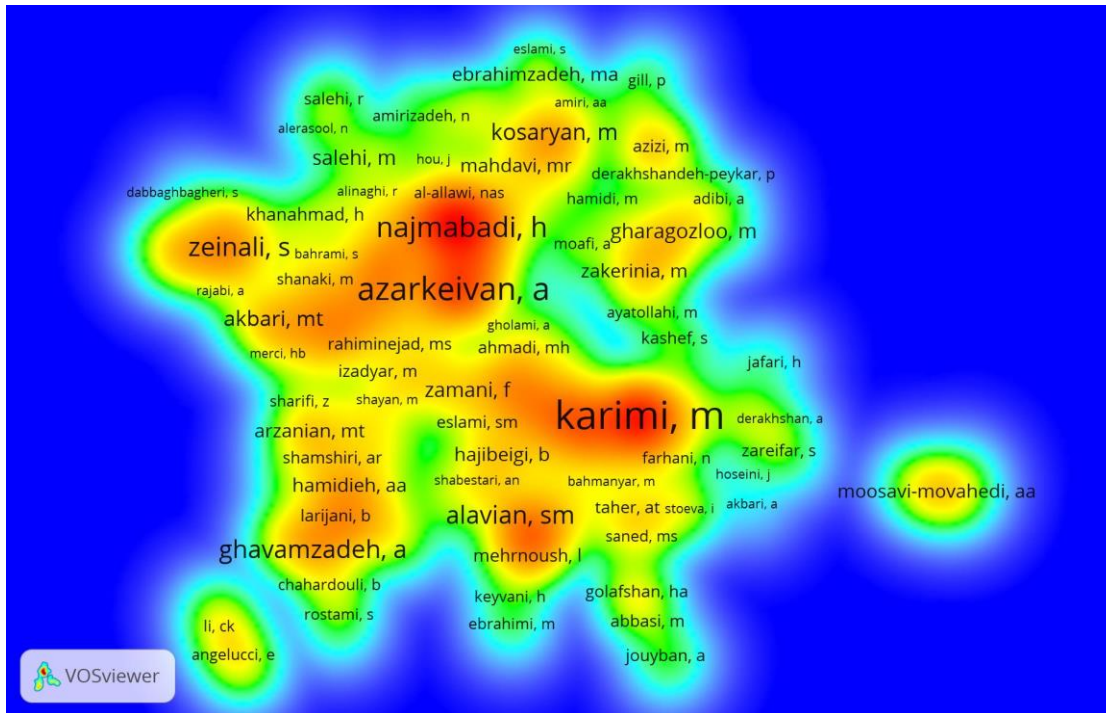 eslami, s
ebrahimzadeh, ma
gill, p
salehi, r
amiri, aa
amirizadeh, n
alerasool, n
kosaryan, m
azizi, m
salehi, m
hou, j
mahdavi, mr
derakhshandeh-peykar, p
dabbaghbagheri, s
alinaghi, r
al-allawi, nas
hamidi, m
adibi, a
khanahmad, h
najmabadi, h
gharagozloo, m
zeinali, s
bahrami, s
moafi, a
shanaki, m
zakerinia, m
rajabi, a
azarkeivan, a
akbari, mt
ayatollahi, m
gholami, a
kashef, s
merci, hb
rahiminejad, ms
ahmadi, mh
jafari, h
izadyar, m
zamani, f
sharifi, z
shayan, m
karimi, m
derakhshan, a
arzanian, mt
eslami, sm
shamshiri, ar
hajibeigi, b
farhani, n
zareifar, s
hoseini, j
hamidieh, aa
shabestari, an
bahmanyar, m
moosavi-movahedi, aa
larijani, b
alavian, sm
taher, at
stoeva, i
akbari, a
saned, ms
ghavamzadeh, a
mehrnoush, l
chahardouli, b
keyvani, h
golafshan, ha
rostami, s
ebrahimi, m
abbasi, m
li, ck
angelucci, e
jouyban, a
VOSviewer